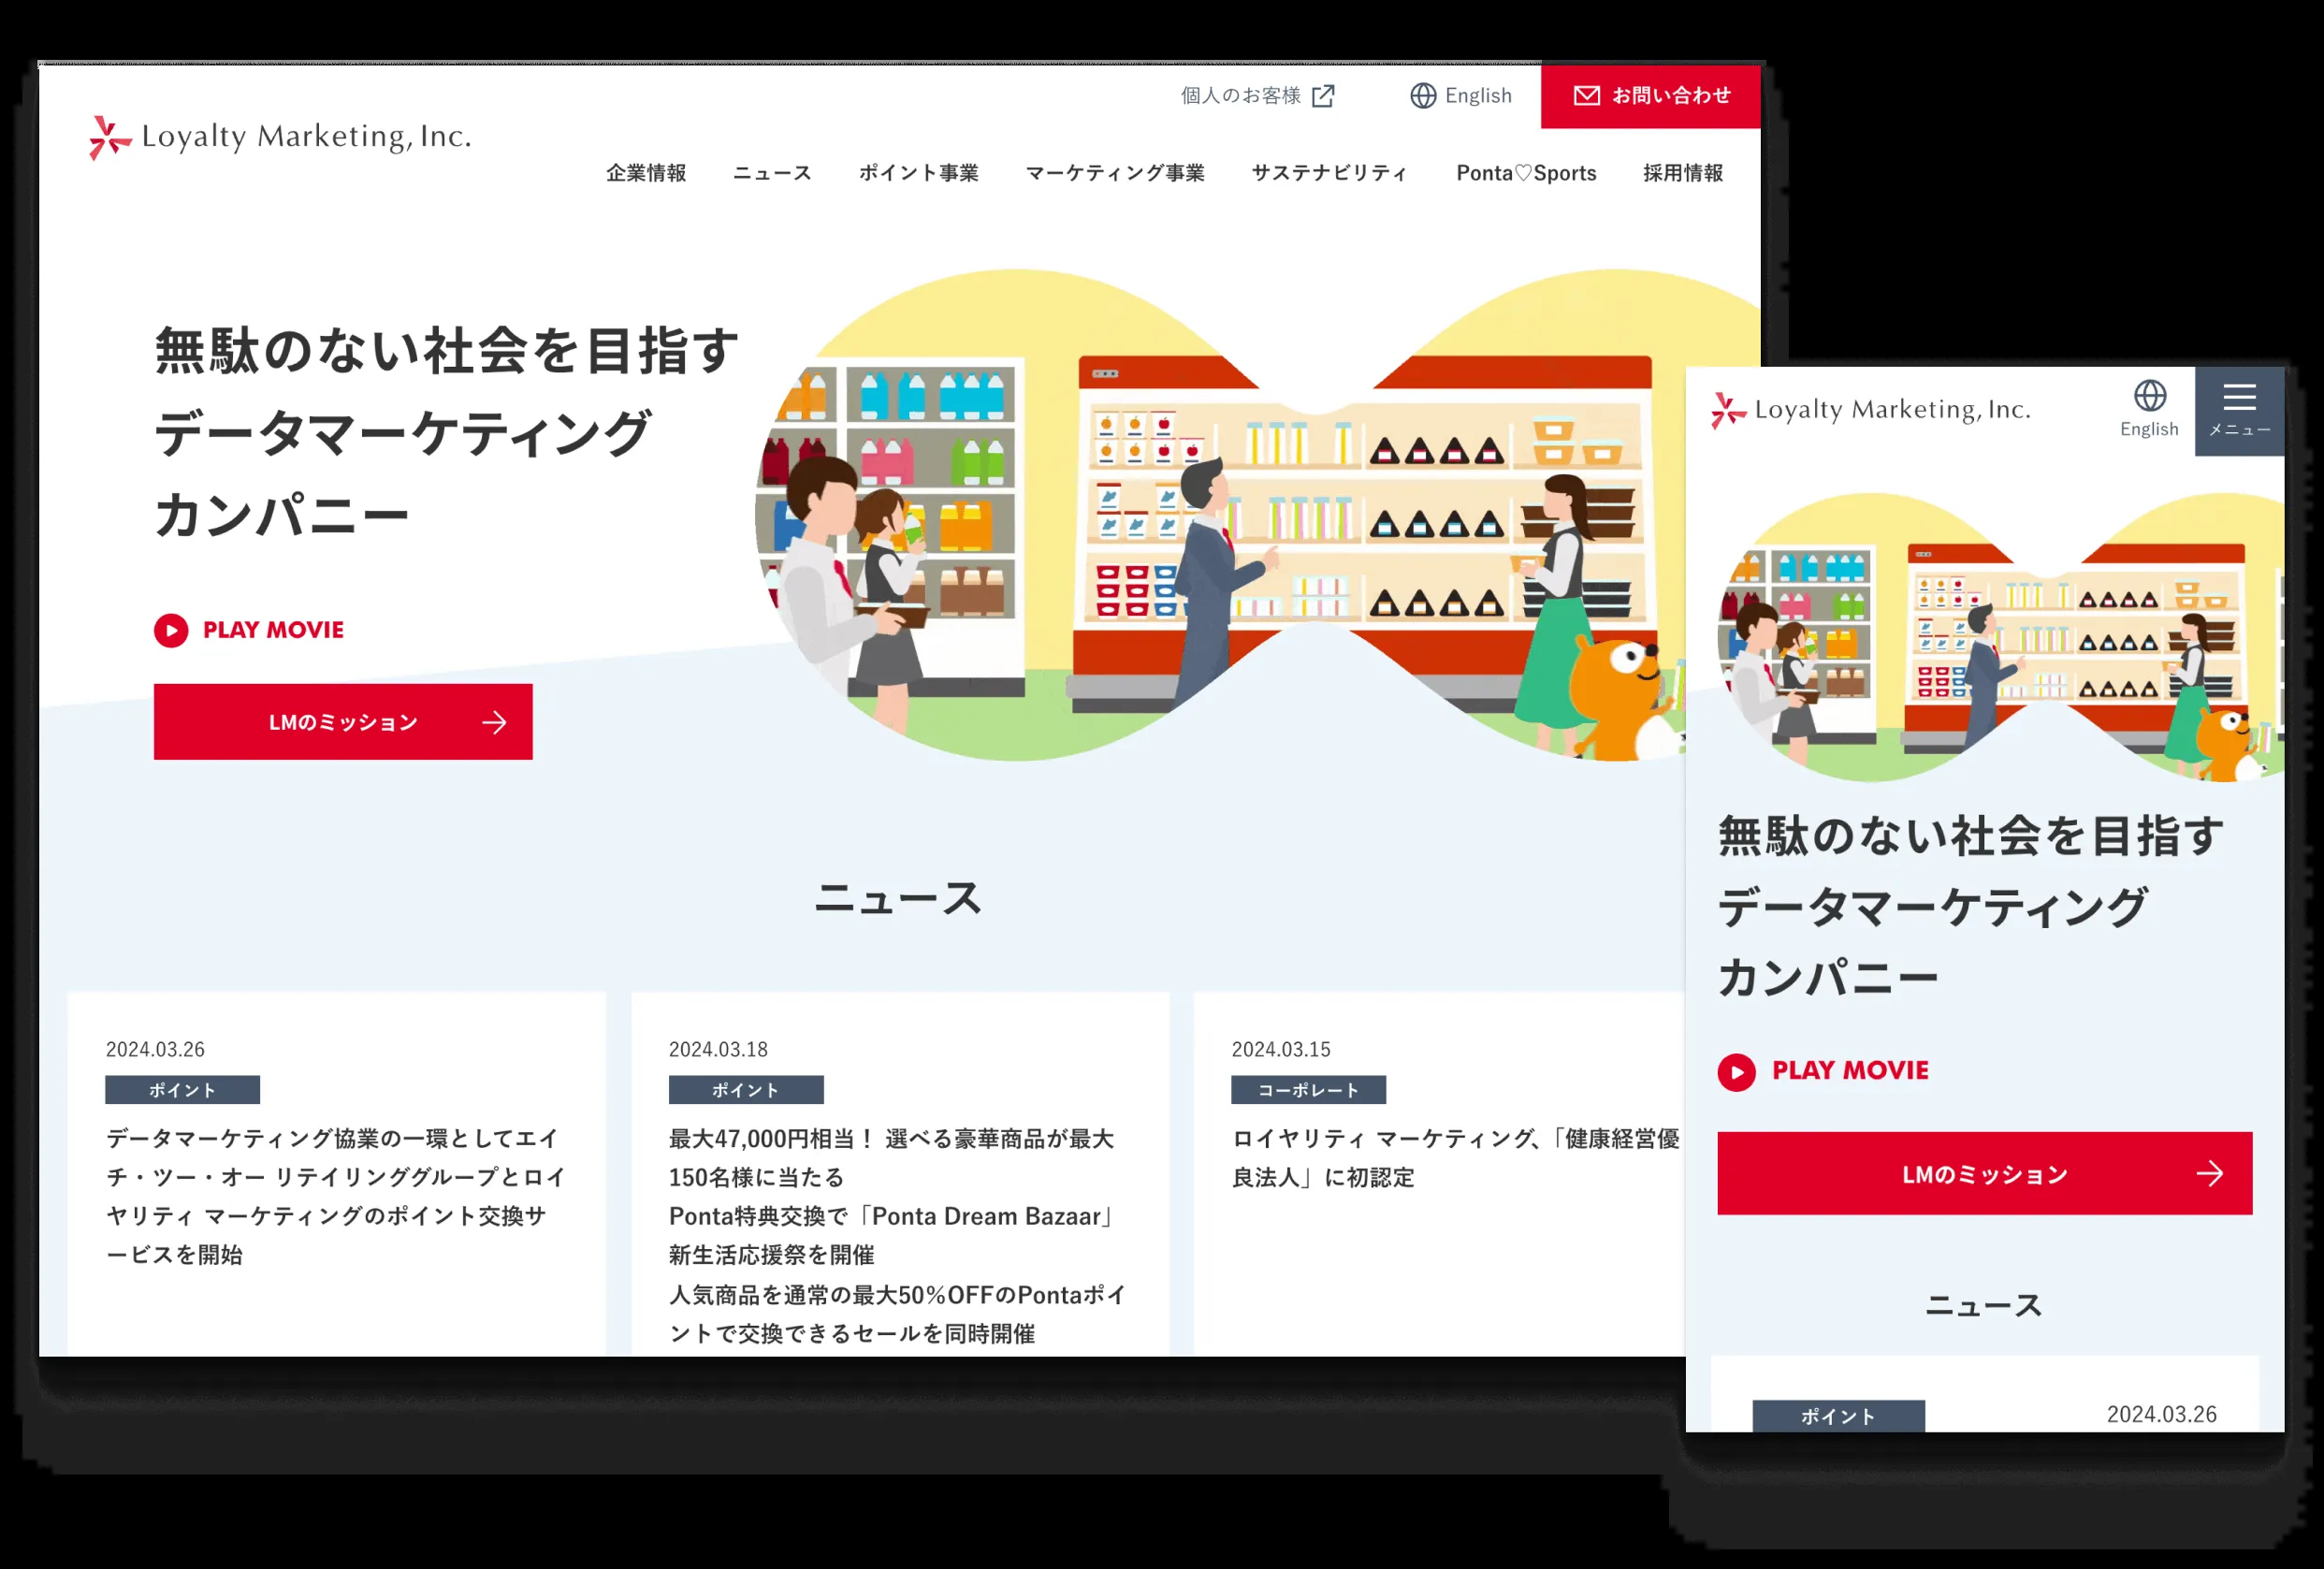 個人のお客様
English
お問い合わせ
Loyalty Marketing, Inc.
企業情報 ニュース ポイント事業 マーケティング事業 サステナビリティ Ponta♡Sports 採用情報
無駄のない社会を目指す
データマーケティング
カンパニー
PLAY MOVIE
LMのミッション
ニュース
2024.03.26
ポイント
データマーケティング協業の一環としてエイ
チ・ツー・オー リテイリンググループとロイ
ヤリティ マーケティングのポイント交換サ
ービスを開始
2024.03.18
ポイント
最大47,000円相当！ 選べる豪華商品が最大
150名様に当たる
Ponta特典交換で「Ponta Dream Bazaar」
新生活応援祭を開催
人気商品を通常の最大50%OFFのPontaポイ
ントで交換できるセールを同時開催
2024.03.15
コーポレート
ロイヤリティ マーケティング、「健康経営優
良法人」に初認定
Loyalty Marketing, Inc.
English
メニュー
無駄のない社会を目指す
データマーケティング
カンパニー
PLAY MOVIE
LMのミッション
ニュース
ポイント
2024.03.26